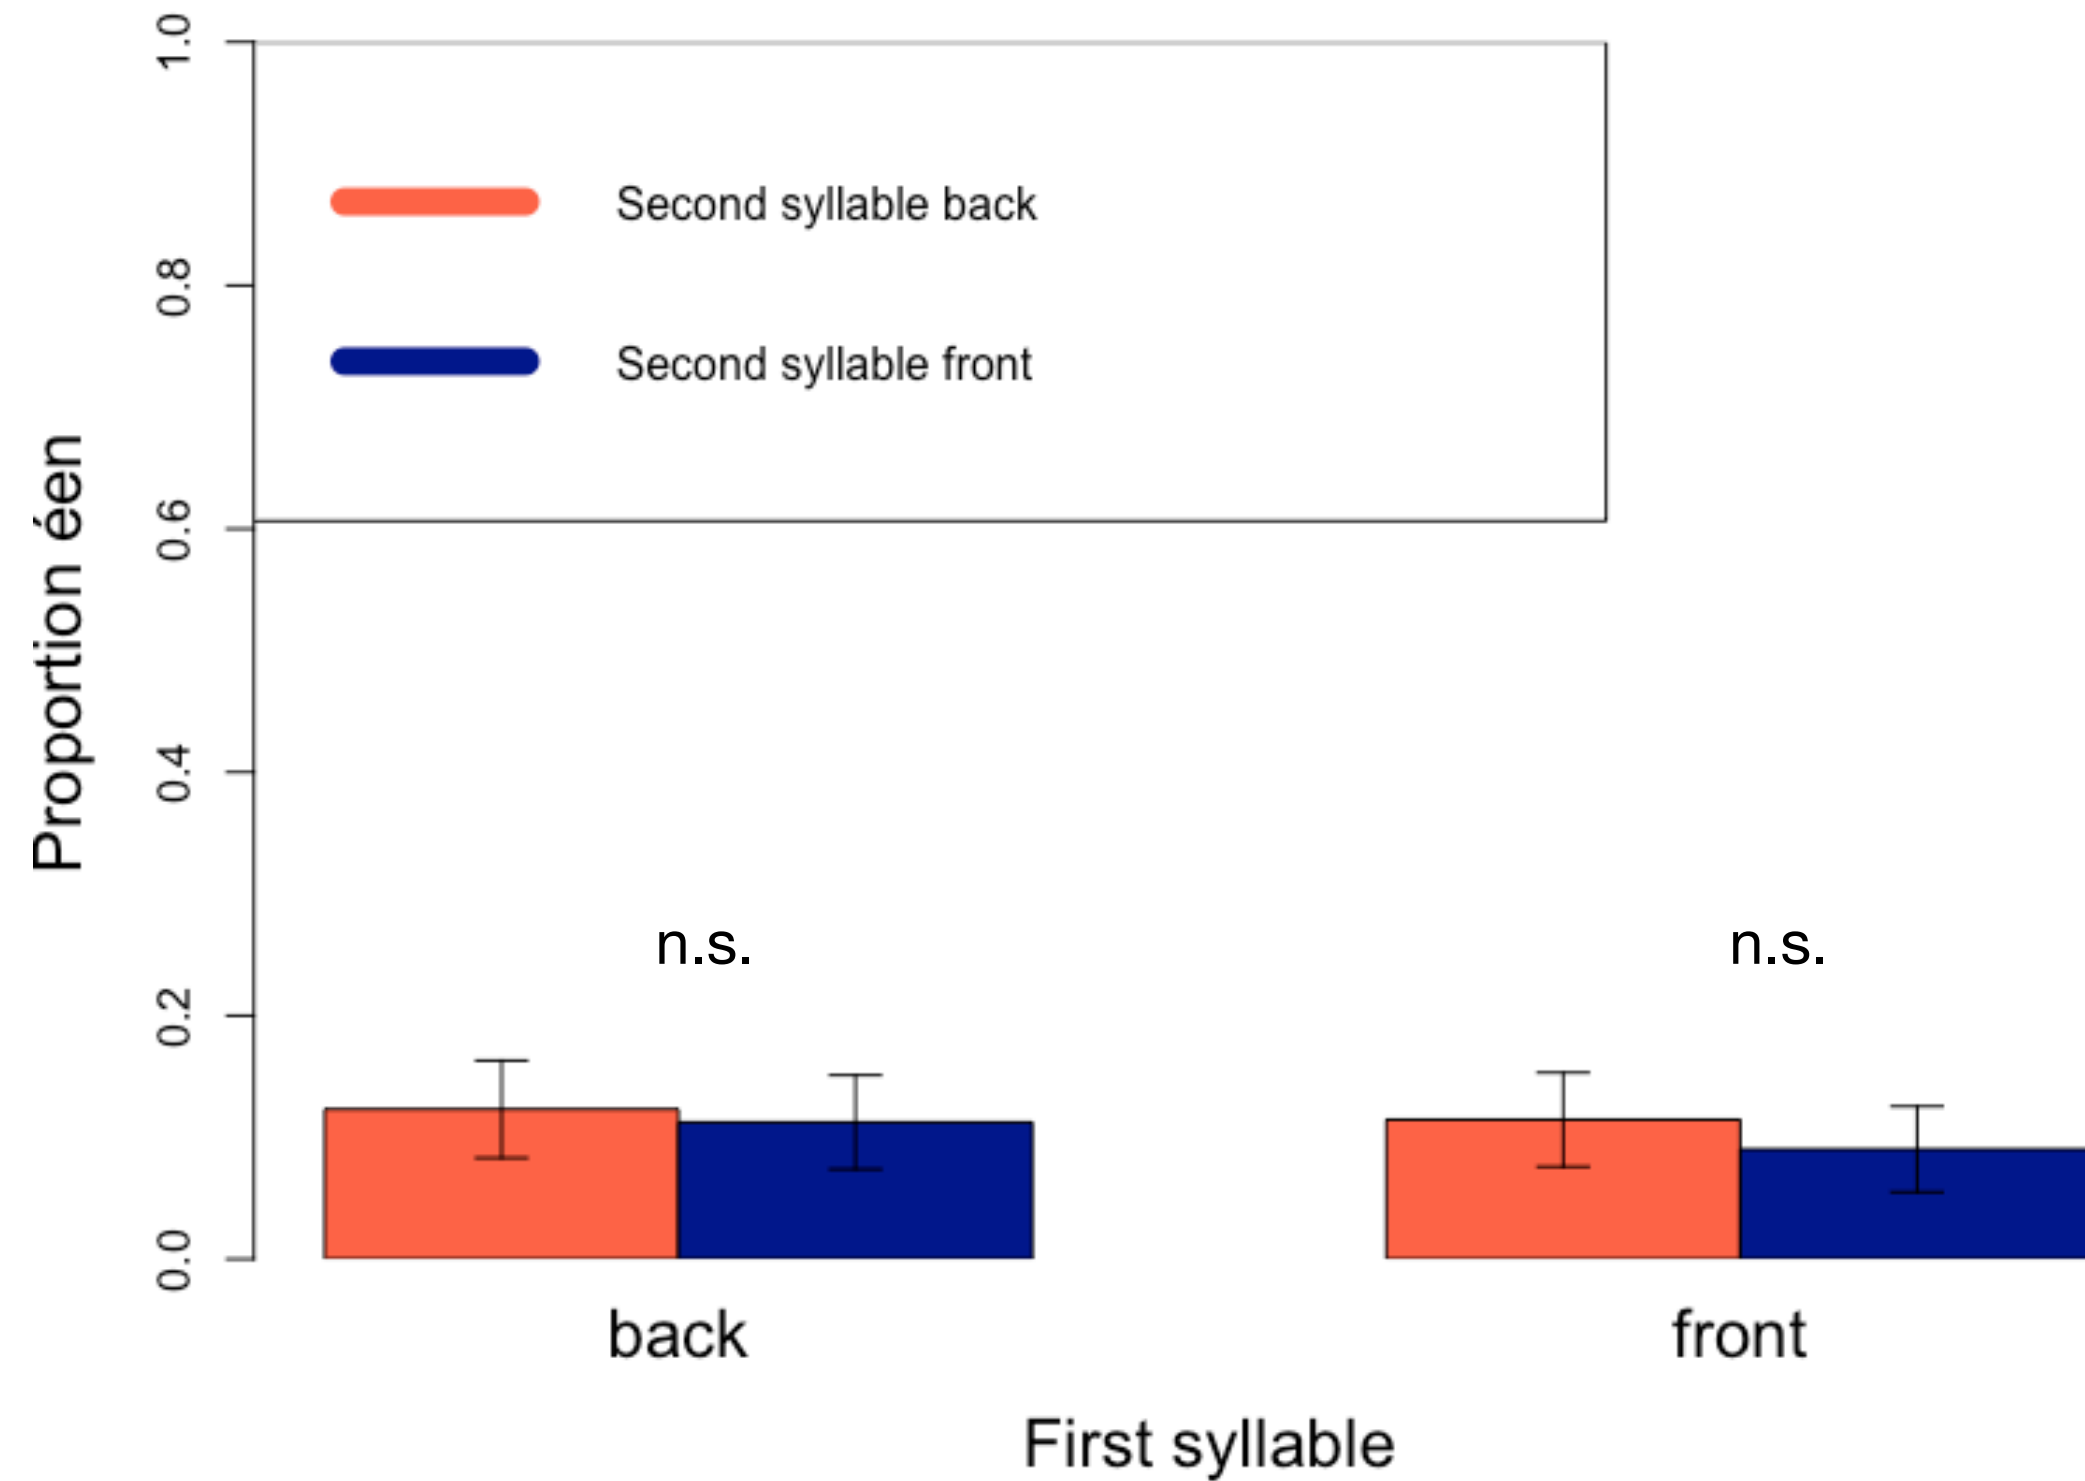 1.0
0.8
0.6
0.4
0.2
0.0
Proportion éen
Second syllable back
Second syllable front
n.s.
n.s.
back
front
First syllable